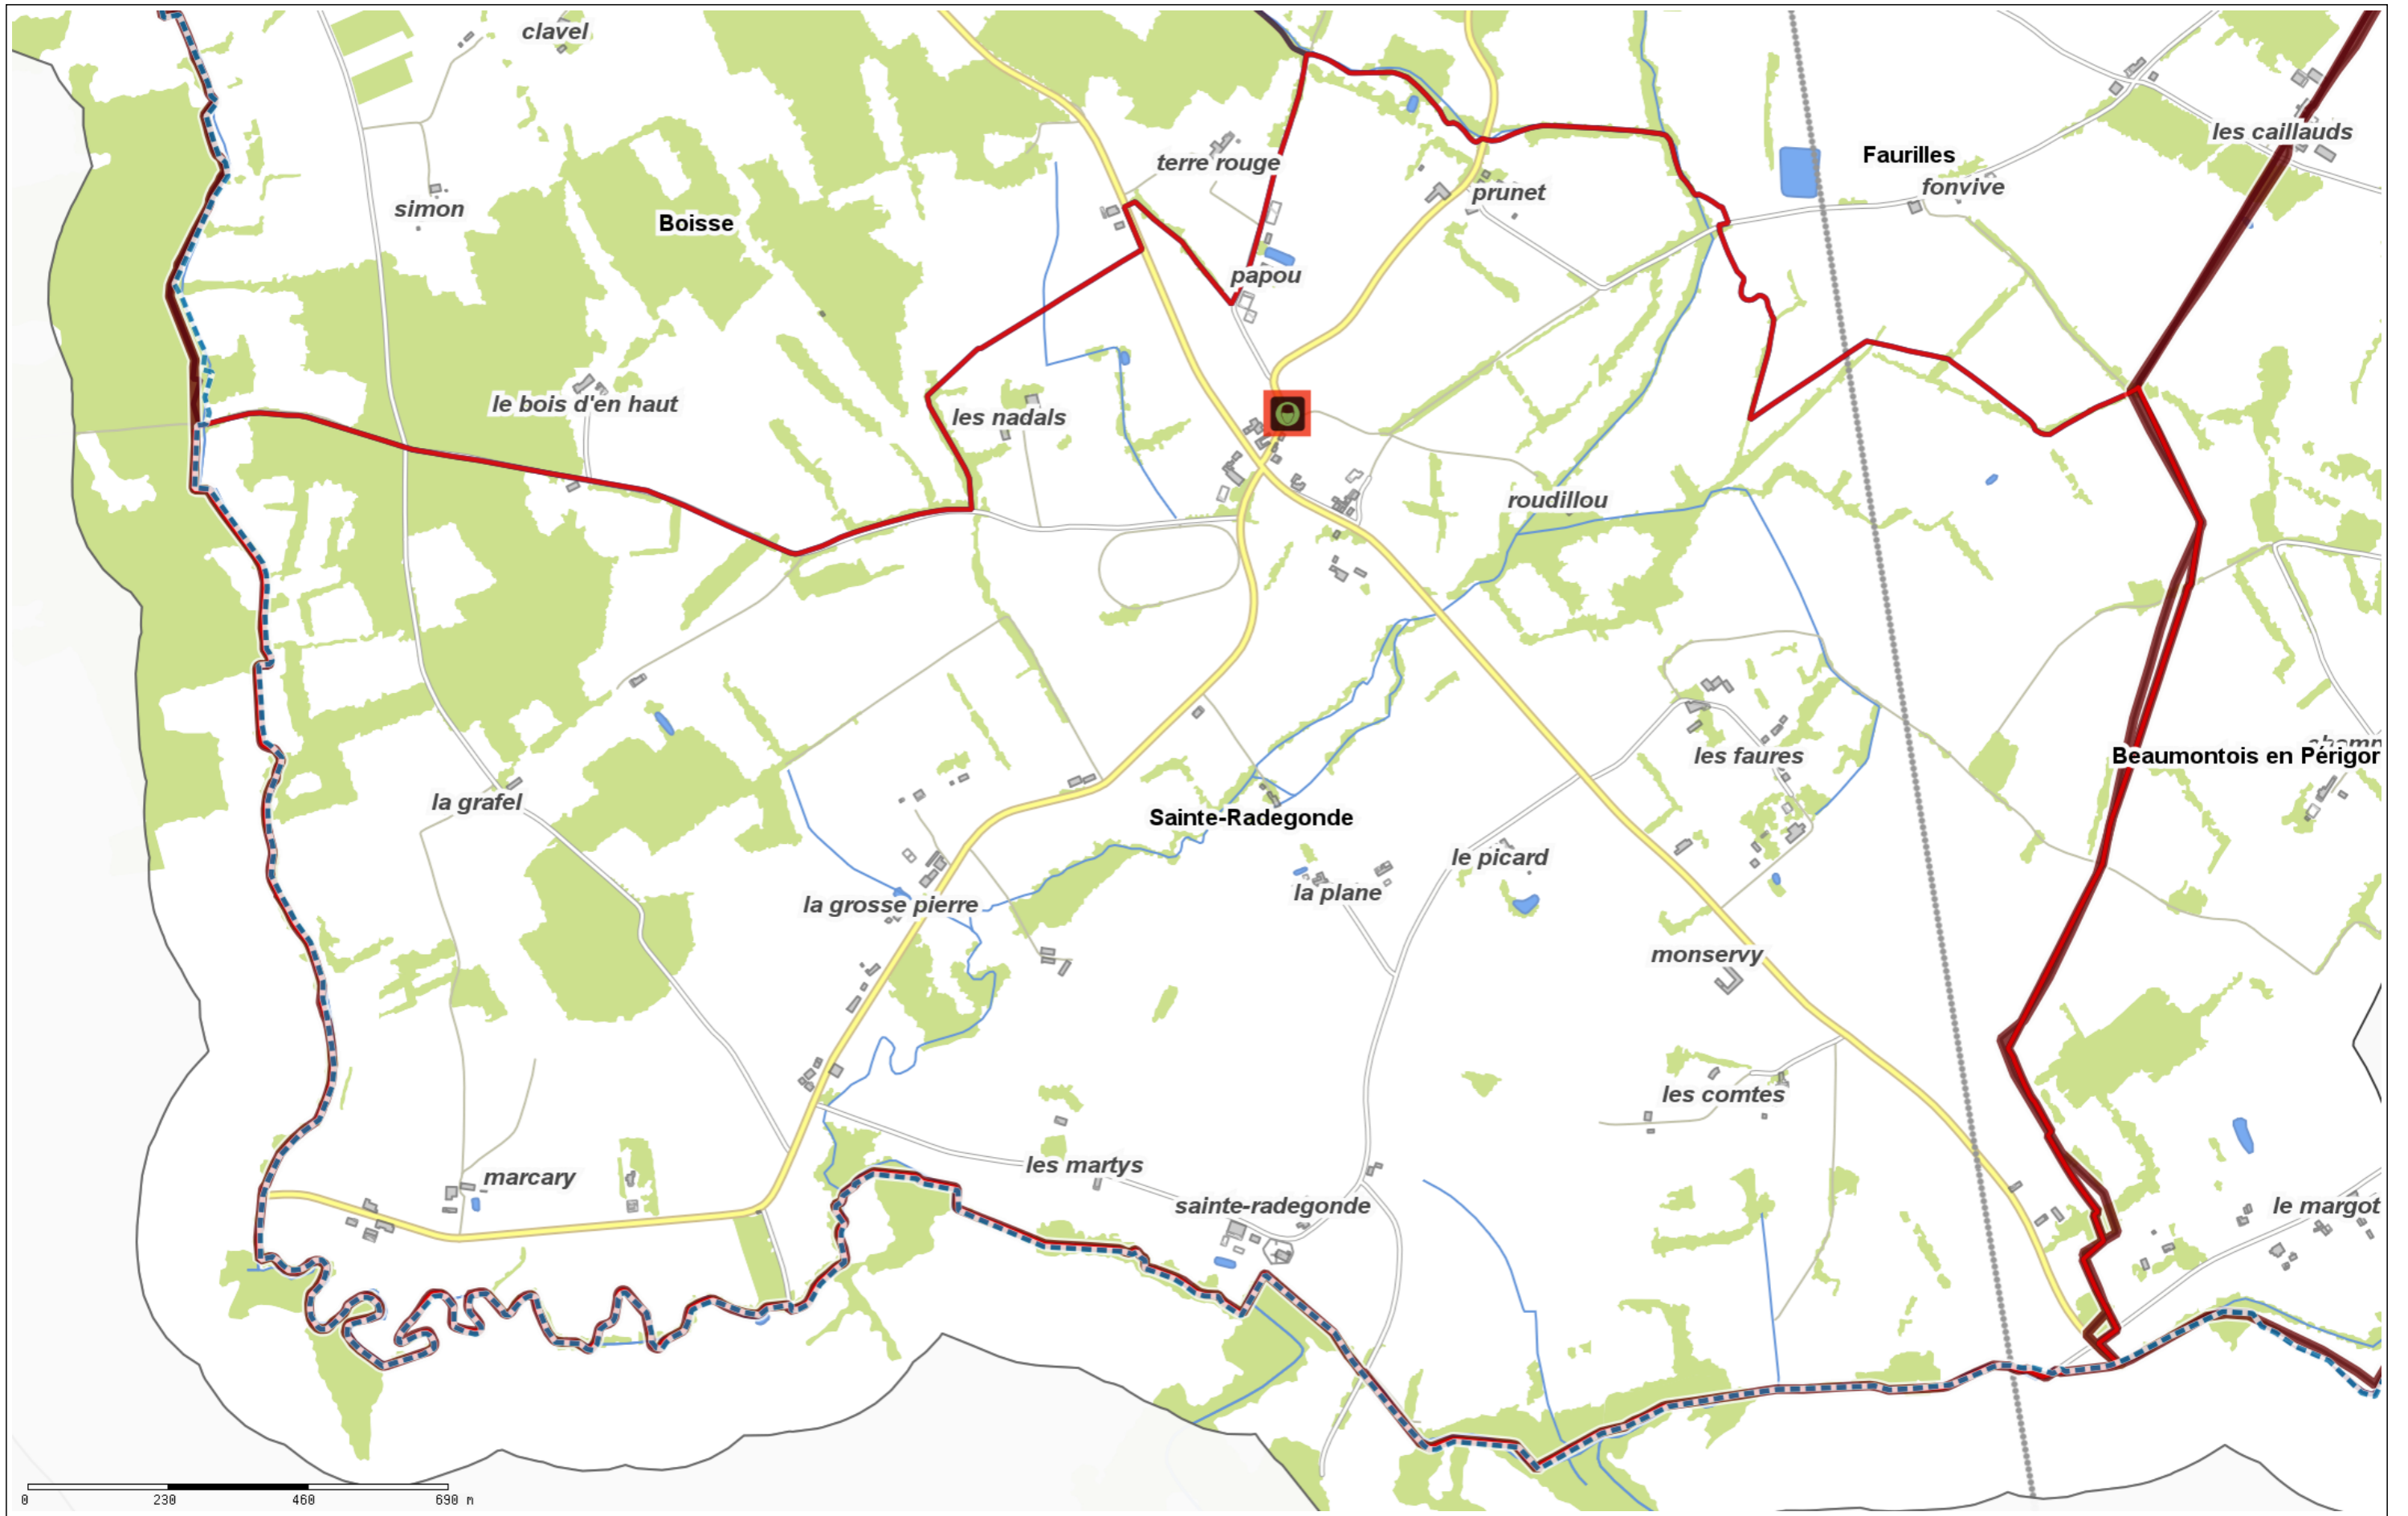 clavel
les caillauds
Faurilles
terre rouge
fonvive
prunet
simon
Boisse
papou
le bois d'en haut
les nadals
roudillou
les faures
Beaumontois en Périgor
la grafel
Sainte-Radegonde
le picard
la plane
la grosse pierre
monservy
les comtes
les martys
marcary
sainte-radegonde
le margot
0 230 460 690 m